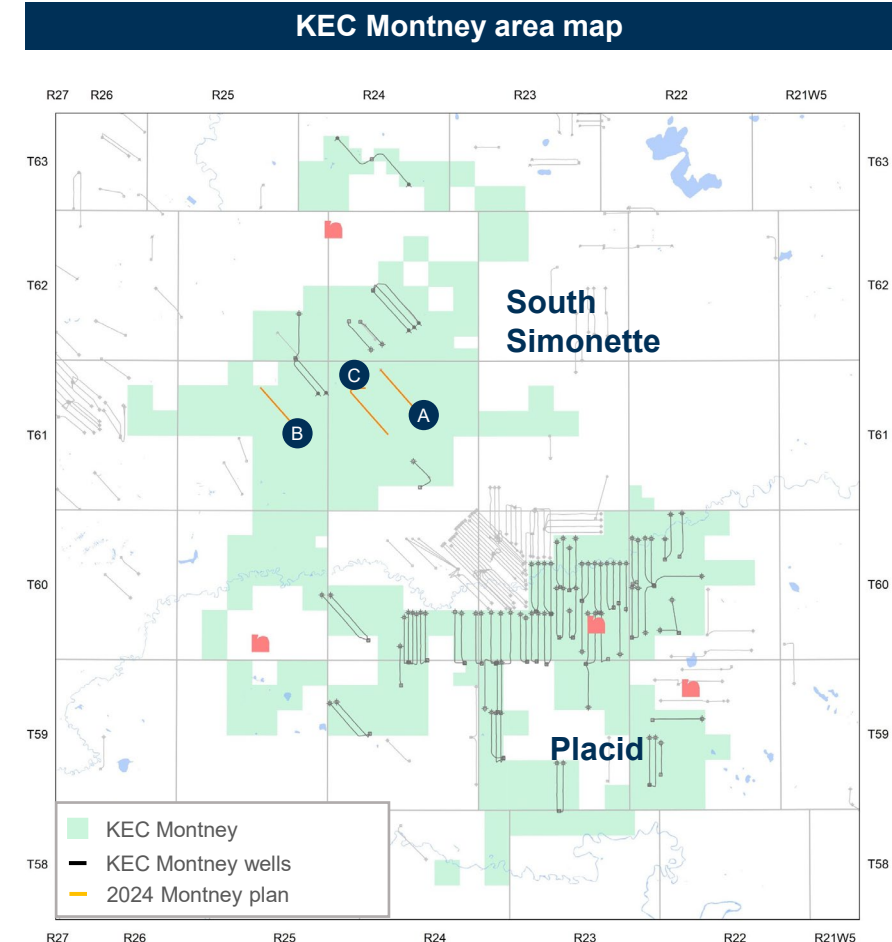 KEC Montney area map
R27 R26 R25 R24 R23 R22 R21W5
T63 T63
T62 T62
South
Simonette
C
A
B
T61 T61
T60 T60
T59 T59
Placid
KEC Montney
KEC Montney wells
2024 Montney plan
T58 T58
R27 R26 R25 R24 R23 R22 R21W5